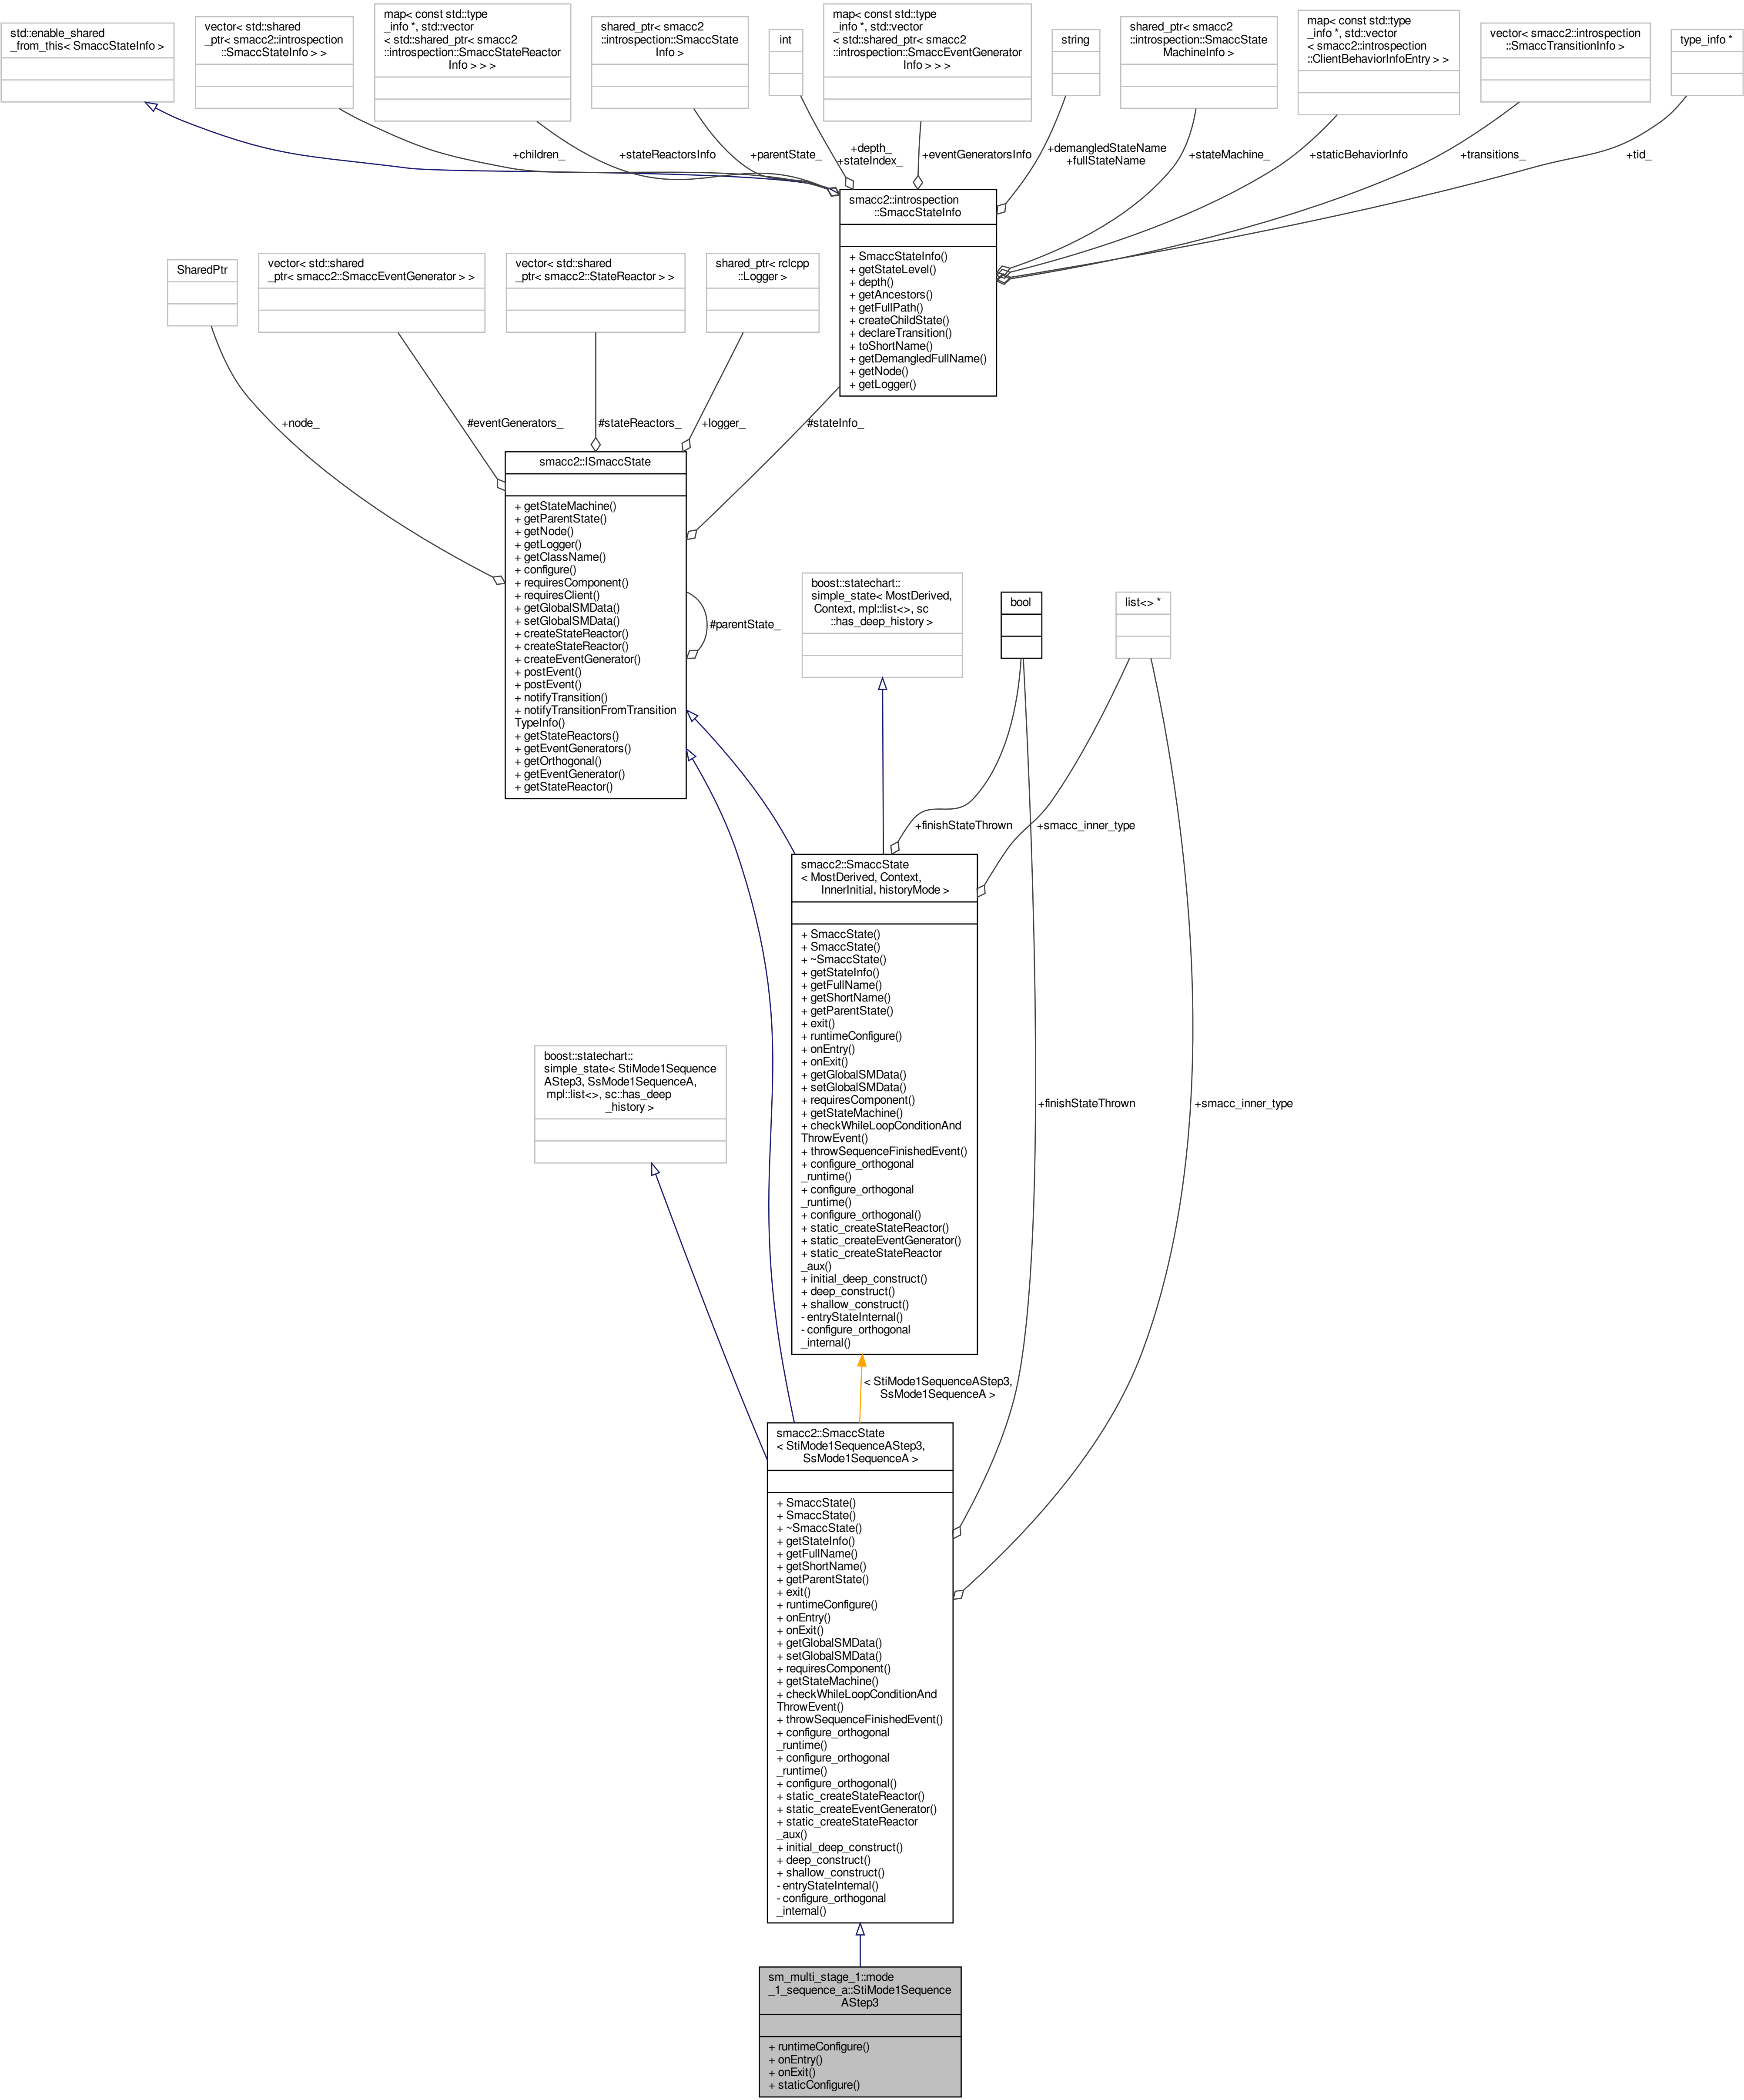 std::enable_shared
_from_this< SmaccStateInfo >
vector< std::shared
_ptr< smacc2::introspection
::SmaccStateInfo > >
map< const std::type
_info *, std::vector
< std::shared_ptr< smacc2
::introspection::SmaccStateReactor
Info > > >
shared_ptr< smacc2
::introspection::SmaccState
Info >
int
map< const std::type
_info *, std::vector
< std::shared_ptr< smacc2
::introspection::SmaccEventGenerator
Info > > >
string
shared_ptr< smacc2
::introspection::SmaccState
MachineInfo >
map< const std::type
_info *, std::vector
< smacc2::introspection
::ClientBehaviorInfoEntry > >
vector< smacc2::introspection
::SmaccTransitionInfo >
type_info *
+children_
+stateReactorsInfo
+parentState_
+depth_
+stateIndex_
+eventGeneratorsInfo
+demangledStateName
+fullStateName
+stateMachine_
+staticBehaviorInfo
+transitions_
+tid_
smacc2::introspection
::SmaccStateInfo
+ SmaccStateInfo()
+ getStateLevel()
+ depth()
+ getAncestors()
+ getFullPath()
+ createChildState()
+ declareTransition()
+ toShortName()
+ getDemangledFullName()
+ getNode()
+ getLogger()
SharedPtr
vector< std::shared
_ptr< smacc2::SmaccEventGenerator > >
vector< std::shared
_ptr< smacc2::StateReactor > >
shared_ptr< rclcpp
::Logger >
+node_
#eventGenerators_
#stateReactors_
+logger_
#stateInfo_
smacc2::ISmaccState
+ getStateMachine()
+ getParentState()
+ getNode()
+ getLogger()
+ getClassName()
+ configure()
+ requiresComponent()
+ requiresClient()
+ getGlobalSMData()
+ setGlobalSMData()
+ createStateReactor()
+ createStateReactor()
+ createEventGenerator()
+ postEvent()
+ postEvent()
+ notifyTransition()
+ notifyTransitionFromTransition
TypeInfo()
+ getStateReactors()
+ getEventGenerators()
+ getOrthogonal()
+ getEventGenerator()
+ getStateReactor()
#parentState_
boost::statechart::
simple_state< MostDerived,
Context, mpl::list<>, sc
::has_deep_history >
bool
list<> *
+finishStateThrown
+smacc_inner_type
smacc2::SmaccState
< MostDerived, Context,
InnerInitial, historyMode >
+ SmaccState()
+ SmaccState()
+ ~SmaccState()
+ getStateInfo()
+ getFullName()
+ getShortName()
+ getParentState()
+ exit()
+ runtimeConfigure()
+ onEntry()
+ onExit()
+ getGlobalSMData()
+ setGlobalSMData()
+ requiresComponent()
+ getStateMachine()
+ checkWhileLoopConditionAnd
ThrowEvent()
+ throwSequenceFinishedEvent()
+ configure_orthogonal
_runtime()
+ configure_orthogonal
_runtime()
+ configure_orthogonal()
+ static_createStateReactor()
+ static_createEventGenerator()
+ static_createStateReactor
_aux()
+ initial_deep_construct()
+ deep_construct()
+ shallow_construct()
- entryStateInternal()
- configure_orthogonal
_internal()
boost::statechart::
simple_state< StiMode1Sequence
AStep3, SsMode1SequenceA,
mpl::list<>, sc::has_deep
_history >
+finishStateThrown
+smacc_inner_type
< StiMode1SequenceAStep3,
SsMode1SequenceA >
smacc2::SmaccState
< StiMode1SequenceAStep3,
SsMode1SequenceA >
+ SmaccState()
+ SmaccState()
+ ~SmaccState()
+ getStateInfo()
+ getFullName()
+ getShortName()
+ getParentState()
+ exit()
+ runtimeConfigure()
+ onEntry()
+ onExit()
+ getGlobalSMData()
+ setGlobalSMData()
+ requiresComponent()
+ getStateMachine()
+ checkWhileLoopConditionAnd
ThrowEvent()
+ throwSequenceFinishedEvent()
+ configure_orthogonal
_runtime()
+ configure_orthogonal
_runtime()
+ configure_orthogonal()
+ static_createStateReactor()
+ static_createEventGenerator()
+ static_createStateReactor
_aux()
+ initial_deep_construct()
+ deep_construct()
+ shallow_construct()
- entryStateInternal()
- configure_orthogonal
_internal()
sm_multi_stage_1::mode
_1_sequence_a::StiMode1Sequence
AStep3
+ runtimeConfigure()
+ onEntry()
+ onExit()
+ staticConfigure()